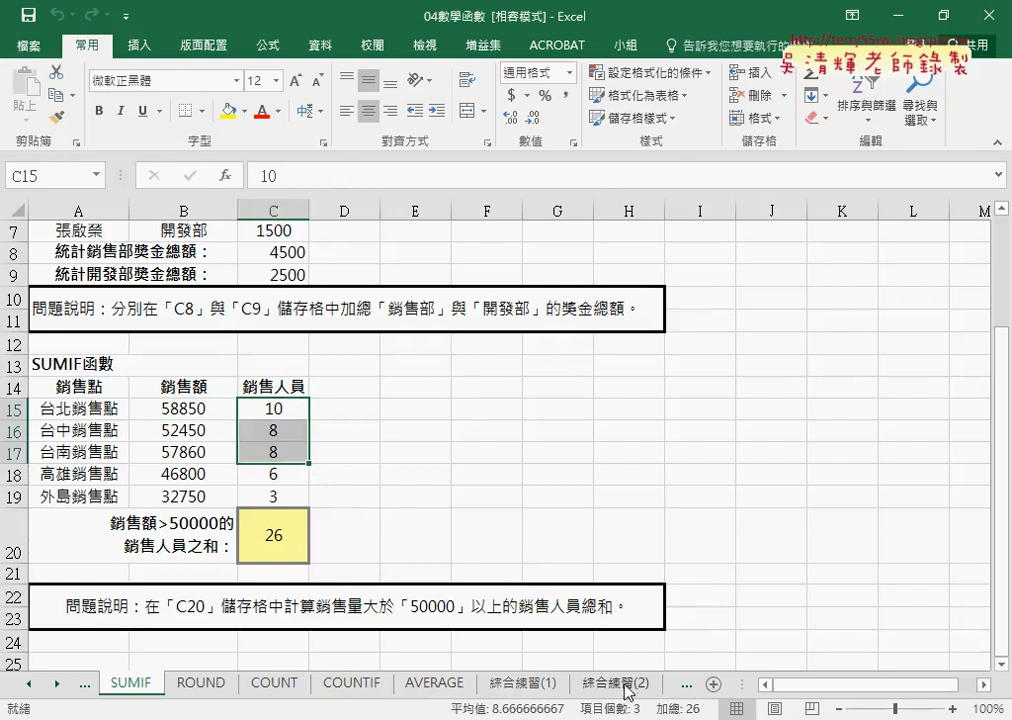 04數學函數 [相容模式] - Excel
檔案 常用 插入 版面配置 公式 資料 校閱 檢視 增益集 ACROBAT 小組 告訴我您想要執行的 共用
吳清輝老師錄製
微軟正黑體 12 通用格式 設定格式化的條件 插入
貼上 B I U $ % , 格式化為表格 刪除 排序與篩選 尋找與選取
儲存格樣式 格式
剪貼簿 字型 對齊方式 數值 樣式 儲存格 編輯
C15 fx 10
A B C D E F G H I J K L M
7 張啟榮 開發部 1500
8 統計銷售部獎金總額： 4500
9 統計開發部獎金總額： 2500
10
問題說明：分別在「C8」與「C9」儲存格中加總「銷售部」與「開發部」的獎金總額。
11
12
13 SUMIF函數
14 銷售點 銷售額 銷售人員
15 台北銷售點 58850 10
16 台中銷售點 52450 8
17 台南銷售點 57860 8
18 高雄銷售點 46800 6
19 外島銷售點 32750 3
銷售額>50000的
20 銷售人員之和： 26
21
22
問題說明：在「C20」儲存格中計算銷售量大於「50000」以上的銷售人員總和。
23
24
25
... SUMIF ROUND COUNT COUNTIF AVERAGE 綜合練習(1) 綜合練習(2) ...
就緒 平均值: 8.666666667 項目個數: 3 加總: 26 100%